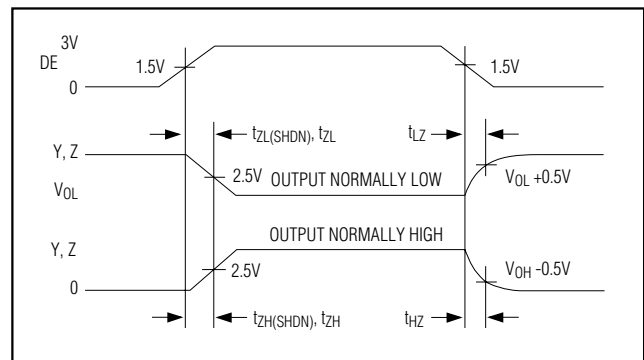 3V
DE
1.5V
1.5V
0
tZL(SHDN), tZL
tLZ
Y, Z
2.5V
OUTPUT NORMALLY LOW
VOL +0.5V
VOL
OUTPUT NORMALLY HIGH
Y, Z
2.5V
VOH -0.5V
0
tZH(SHDN), tZH
tHZ